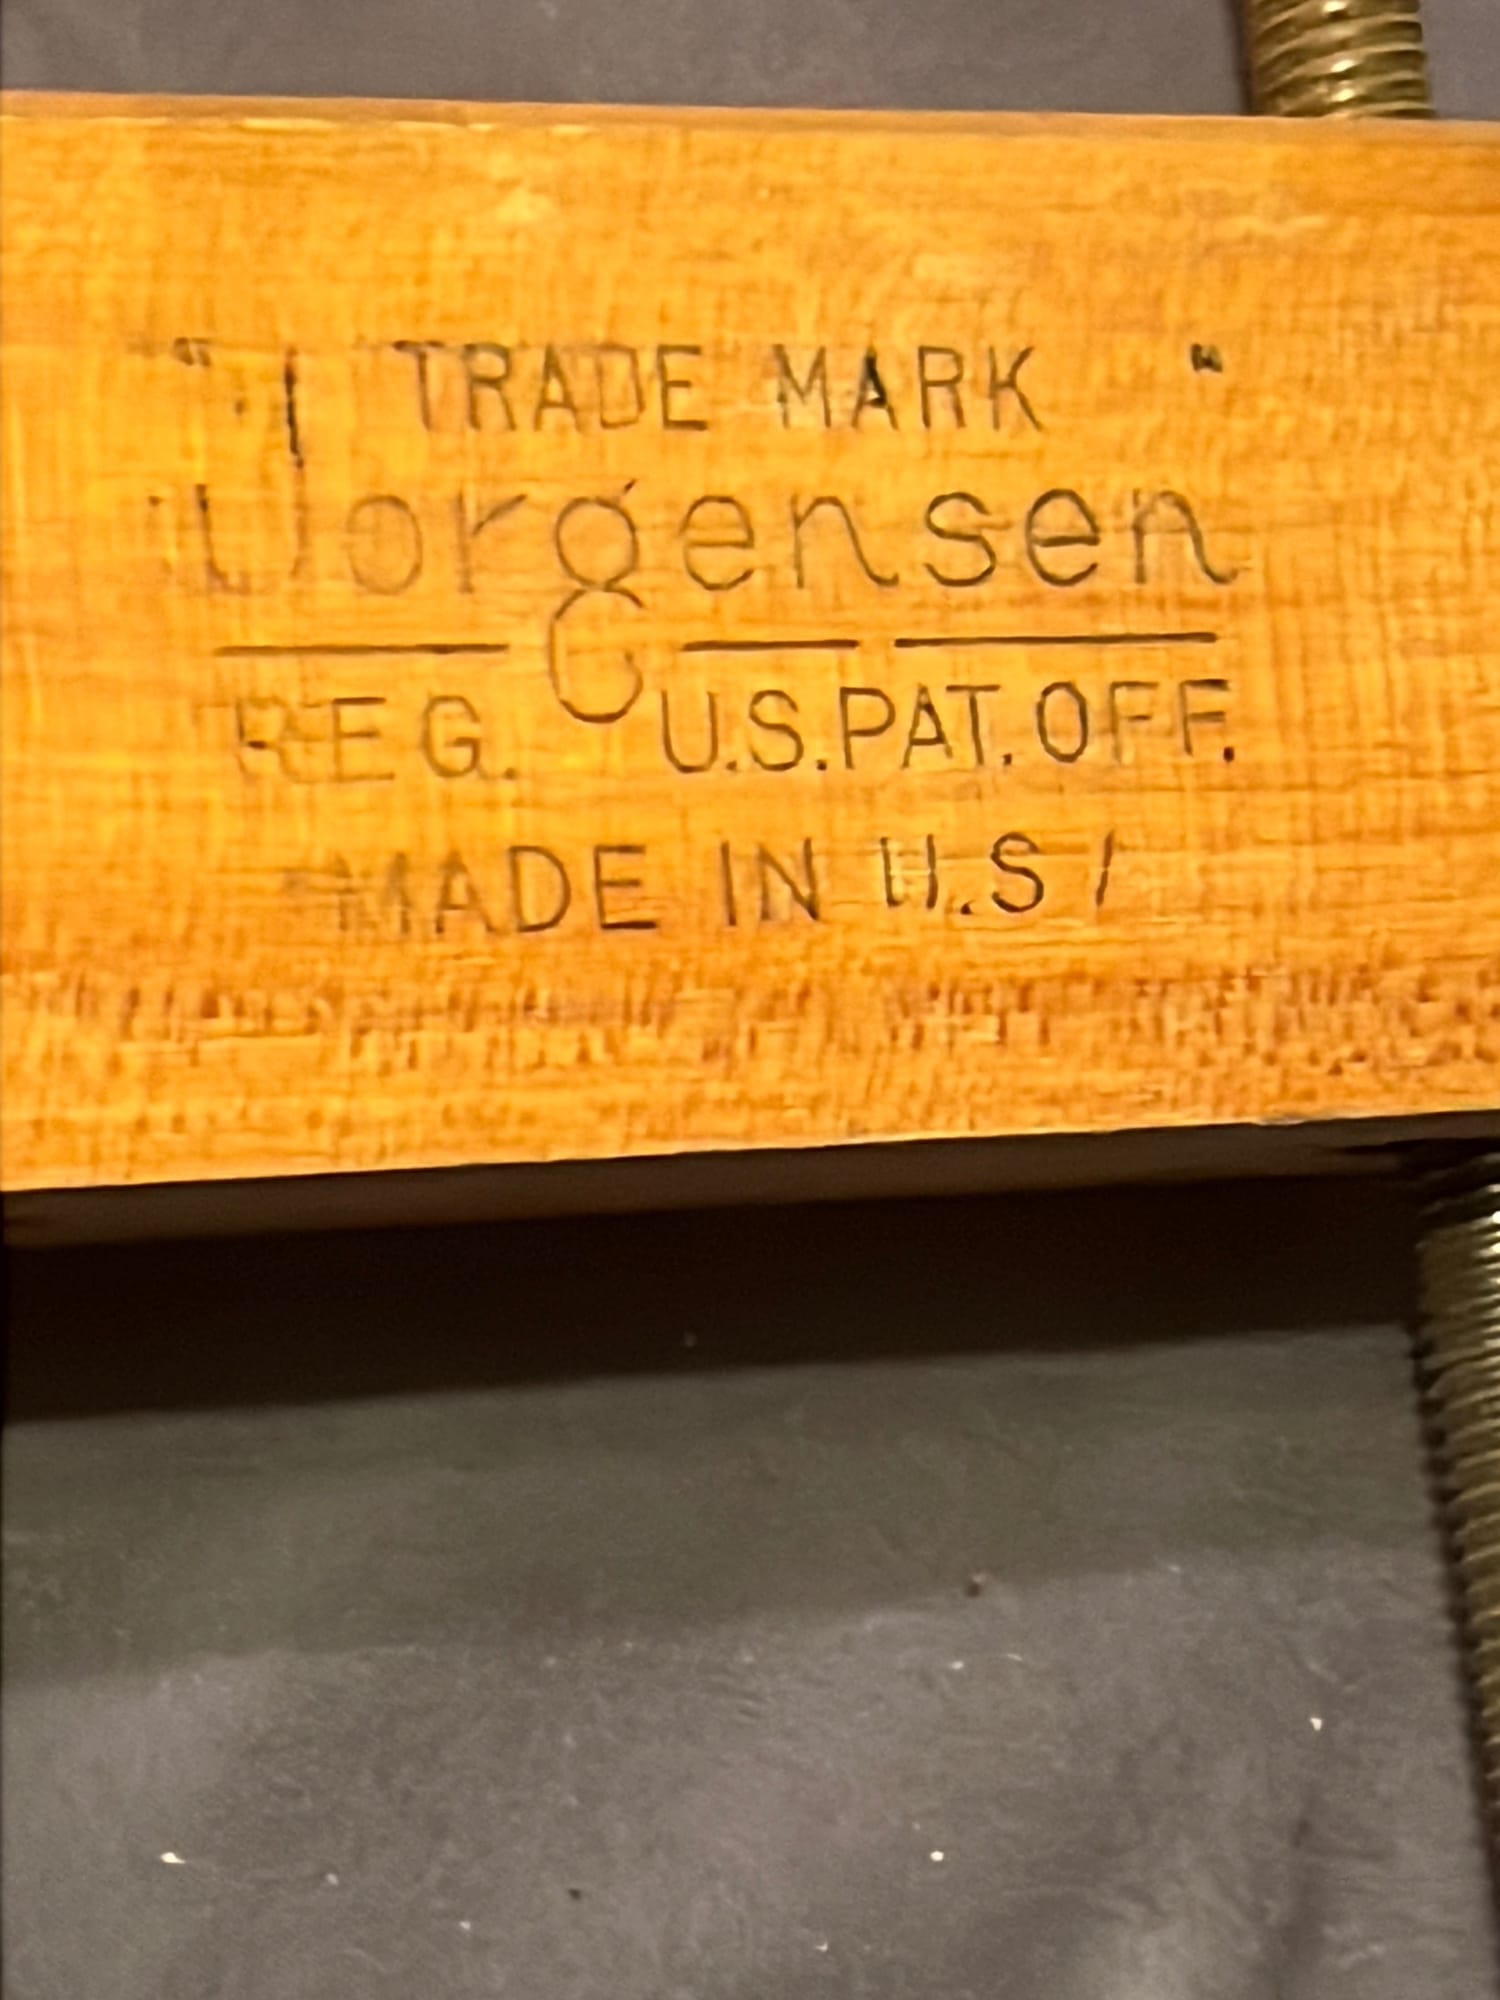 " TRADE MARK "
Jorgensen
REG. U.S.PAT.OFF.
MADE IN U.S.A